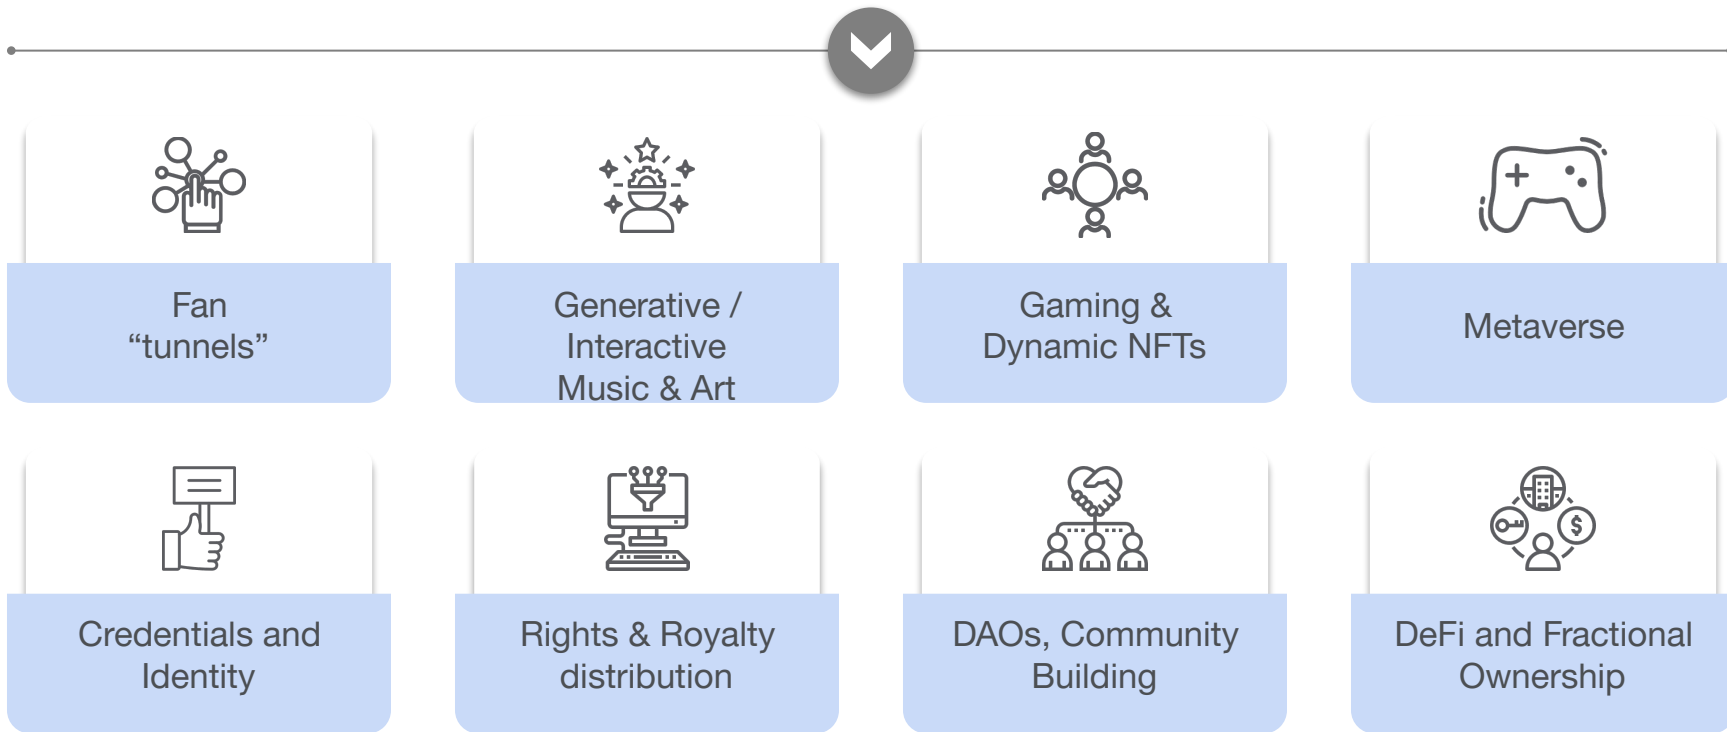 Fan
“tunnels”
Generative /
Interactive
Music & Art
Gaming &
Dynamic NFTs
Metaverse
Credentials and
Identity
Rights & Royalty
distribution
DAOs, Community
Building
DeFi and Fractional
Ownership